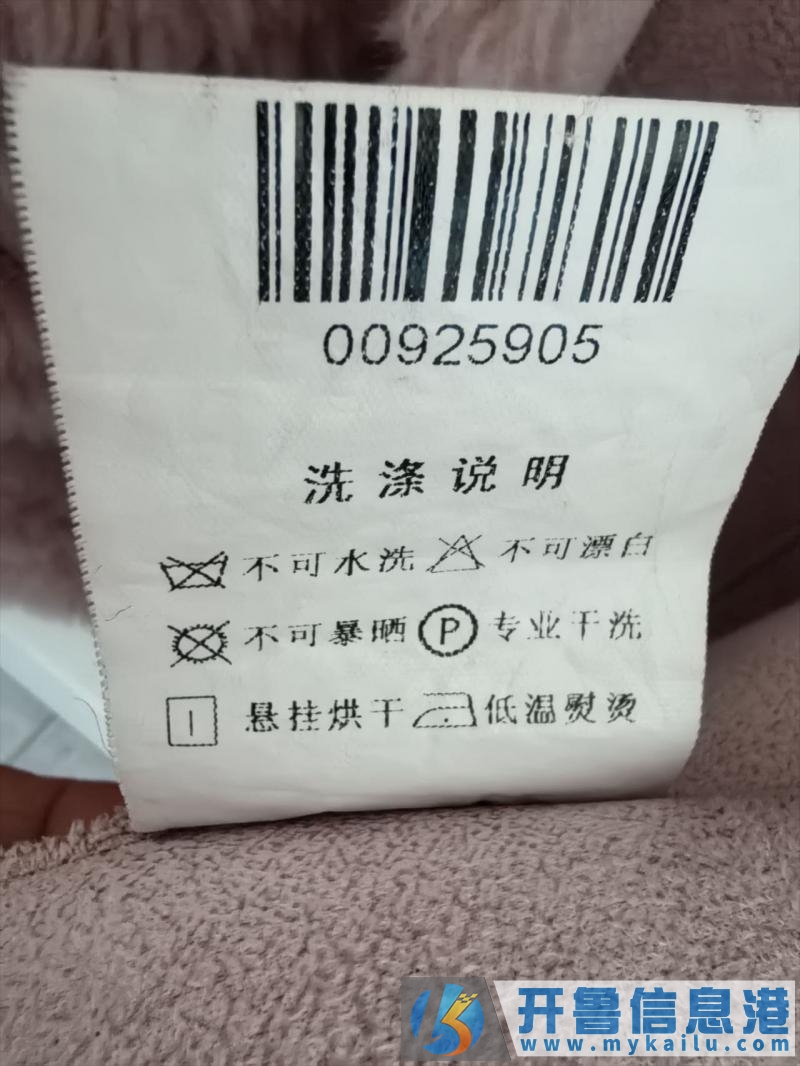 00925905
洗涤说明
不可水洗 不可漂白
不可暴晒 P 专业干洗
悬挂烘干 低温熨烫
开鲁信息港
www.mykailu.com